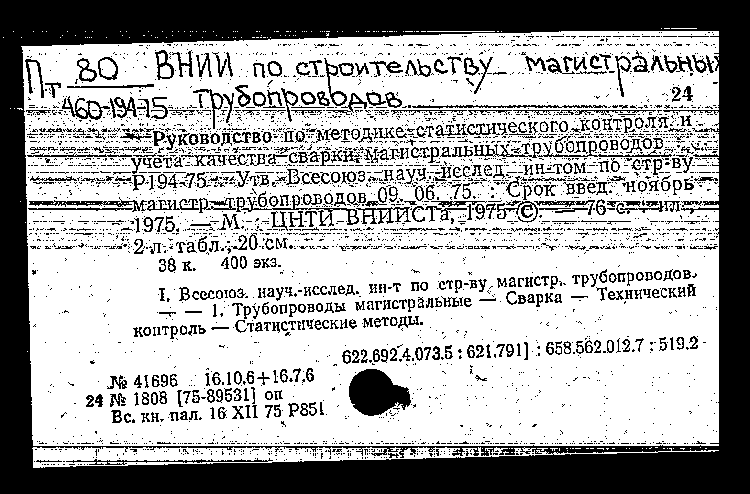 Пт 80 ВНИИ по строительству магистральных
А60-194-75 трубопроводов
24
Руководство по методике статистического контроля и
учета качества сварки магистральных трубопроводов
Р194-75. Утв. Всесоюз. науч.-исслед. ин-том по стр-ву
магистр. трубопроводов 09. 06. 75. Срок введ. ноябрь
1975. — М. : ЦНТИ ВНИИСТа, 1975 ©. — 76 с. : ил.,
2 л. табл.; 20 см.
38 к. 400 экз.
I. Всесоюз. науч.-исслед. ин-т по стр-ву магистр. трубопроводов.
— — 1. Трубопроводы магистральные — Сварка — Технический
контроль — Статистические методы.
622.692.4.073.5 : 621.791] : 658.562.012.7 : 519.2
№ 41696 16.10.6+16.7.6
24 № 1808 [75-89531] оп
Вс. кн. пал. 16 XII 75 Р851